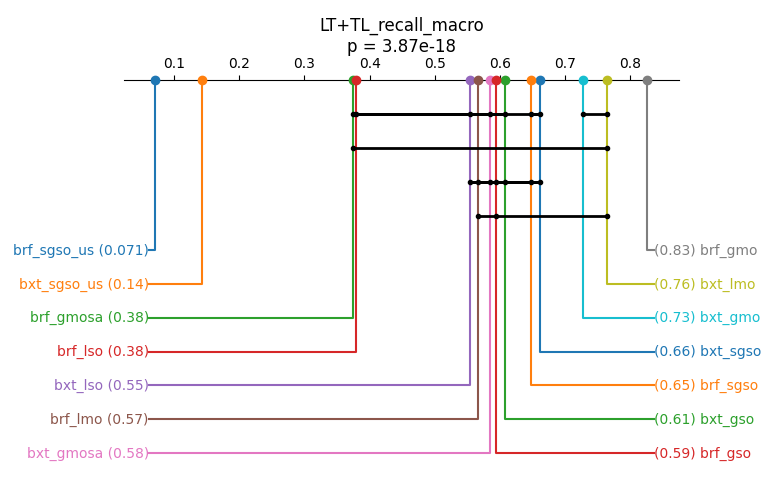 LT+TL_recall_macro
p = 3.87e-18
0.1 0.2 0.3 0.4 0.5 0.6 0.7 0.8
brf_sgso_us (0.071) (0.83) brf_gmo
bxt_sgso_us (0.14) (0.76) bxt_lmo
brf_gmosa (0.38) (0.73) bxt_gmo
brf_lso (0.38) (0.66) bxt_sgso
bxt_lso (0.55) (0.65) brf_sgso
brf_lmo (0.57) (0.61) bxt_gso
bxt_gmosa (0.58) (0.59) brf_gso